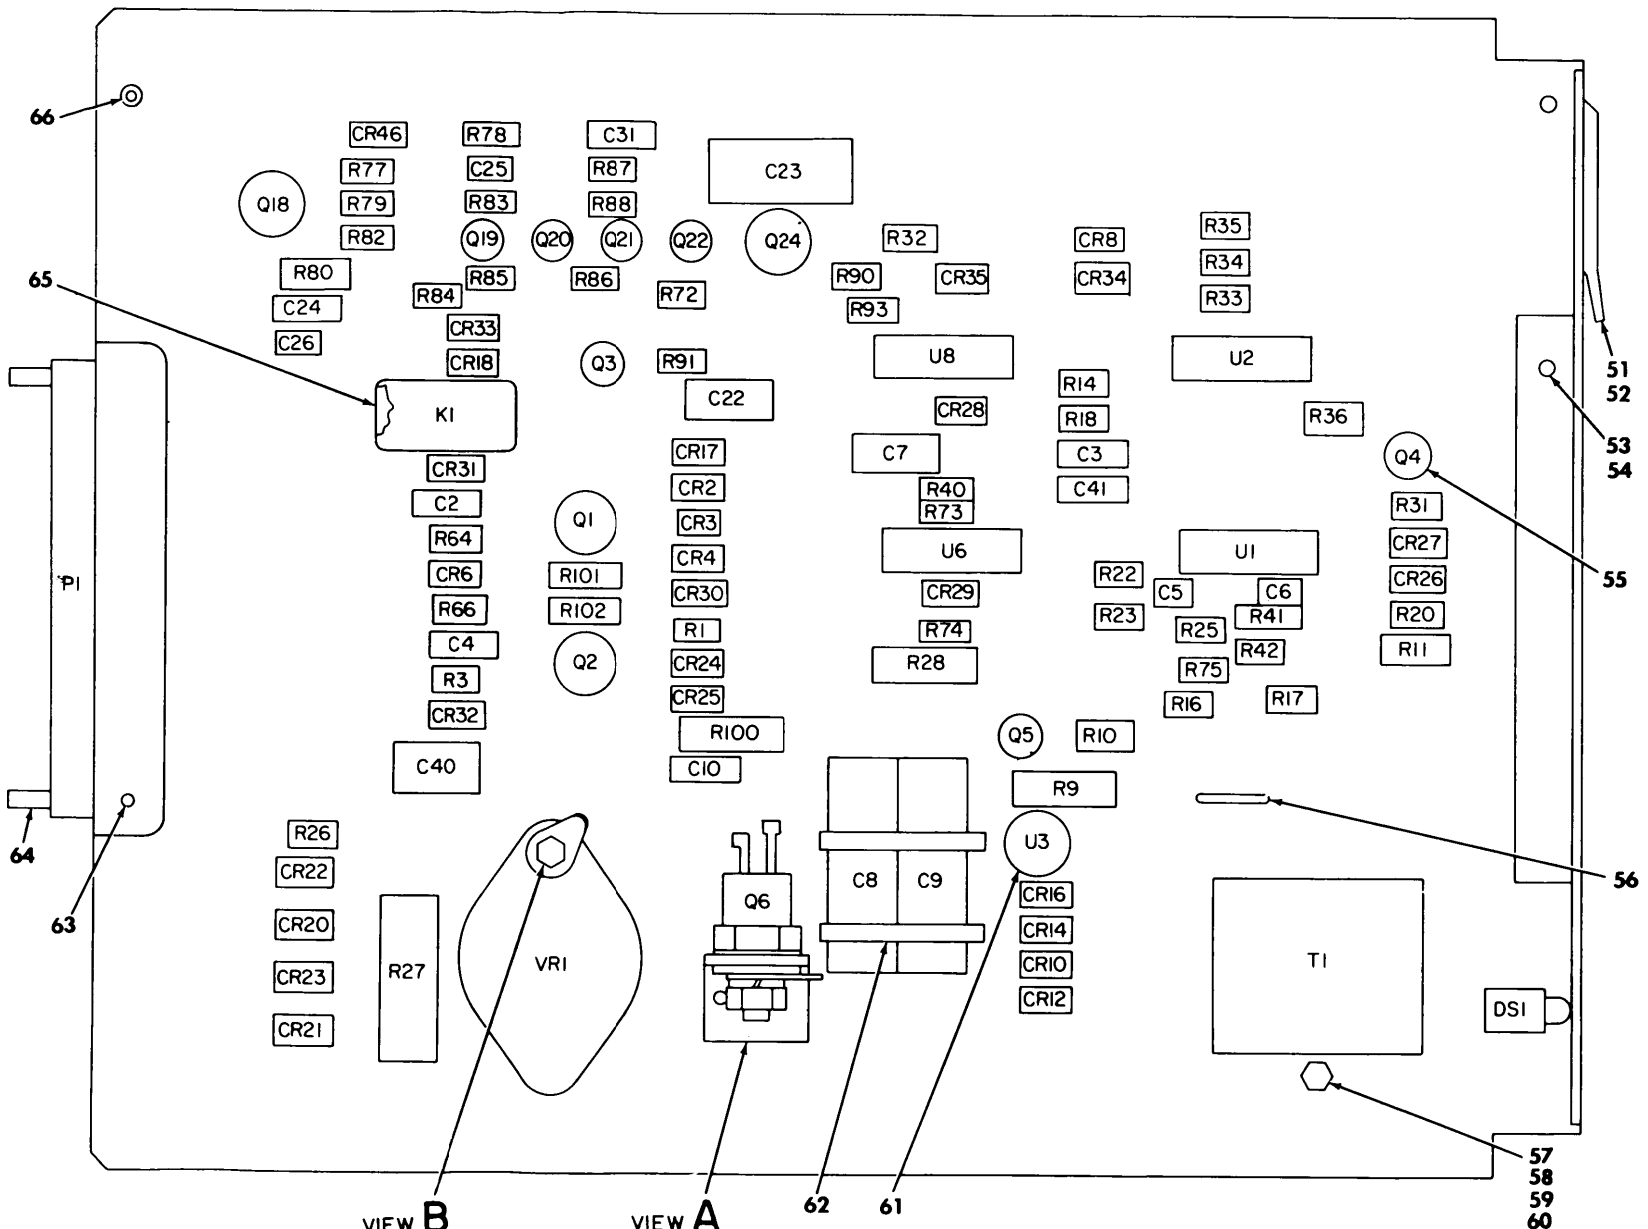 66
CR46 R78 C31
R77 C25 R87 C23
Q18 R79 R83 R88
R82 Q19 Q20 Q21 Q22 Q24 R32 CR8 R35
R80 R85 R86 R90 CR35 CR34 R34
65 C24 R84 R72 R93 R33
C26 CR33
CR18 Q3 R91 U8 U2 51
K1 C22 CR28 R14 R36 52
R18
CR31 CR17 C7 C3 Q4 53
54
C2 CR2 R40 C41 R31
R64 Q1 CR3 R73
CR4 U6 U1 CR27
P1 CR6 R101 CR30 CR29 R22 C5 C6 CR26 55
R66 R102 R1 R74 R23 R25 R41 R20
C4 Q2 CR24 R28 R42 R11
R3 CR25 R75
CR32 R100 R16 R17
C40 C10 Q5 R10
R9
64 R26 U3
CR22 C8 C9 CR16 56
63 CR20 Q6 CR14
CR23 R27 VR1 CR10 T1
CR21 CR12 DS1
57
58
59
60
VIEW B VIEW A 62 61